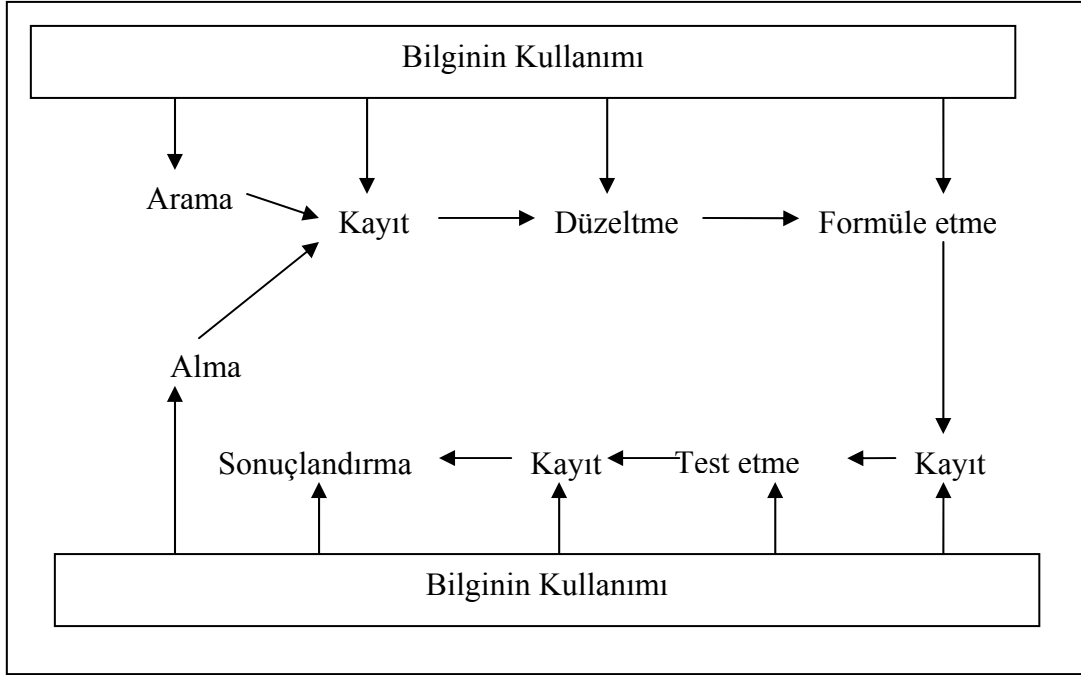 Bilginin Kullanımı
Arama
Kayıt
Düzeltme
Formüle etme
Alma
Sonuçlandırma
Kayıt
Test etme
Kayıt
Bilginin Kullanımı